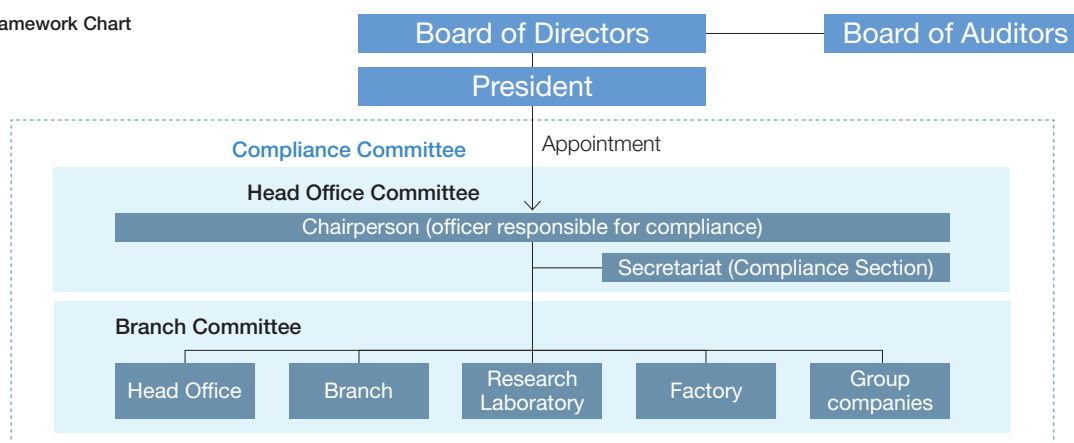 Chart
Board of Directors
Board of Auditors
President
Appointment
Compliance Committee
Head Office Committee
Chairperson (officer responsible for compliance)
Secretariat (Compliance Section)
Branch Committee
Head Office
Branch
Research
Laboratory
Factory
Group
companies